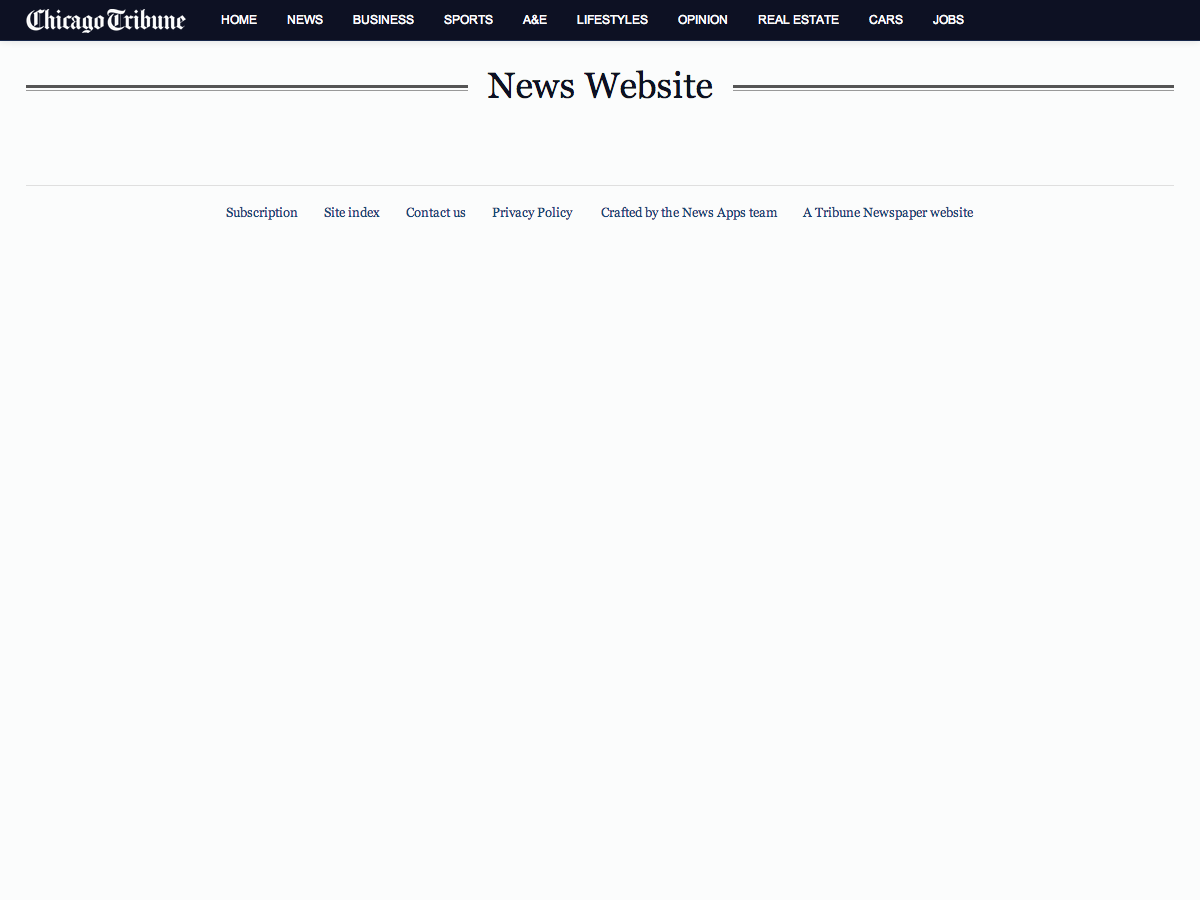 Chicago Tribune HOME NEWS BUSINESS SPORTS A&E LIFESTYLES OPINION REAL ESTATE CARS JOBS
News Website
Subscription Site index Contact us Privacy Policy Crafted by the News Apps team A Tribune Newspaper website